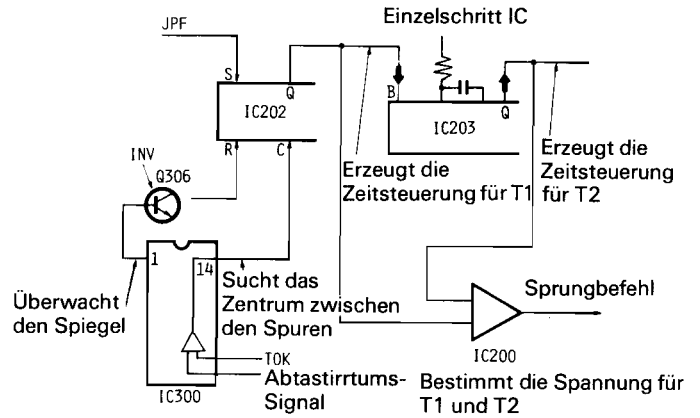 Einzelschritt IC
JPF
S
Q
IC202
R
C
B
Q
IC203
INV
Q306
Erzeugt die
Zeitsteuerung für T1
Erzeugt die
Zeitsteuerung
für T2
1
14
Sucht das
Zentrum zwischen
den Spuren
Überwacht
den Spiegel
TOK
Abtastirrtums-
Signal
IC300
Sprungbefehl
IC200
Bestimmt die Spannung für
T1 und T2